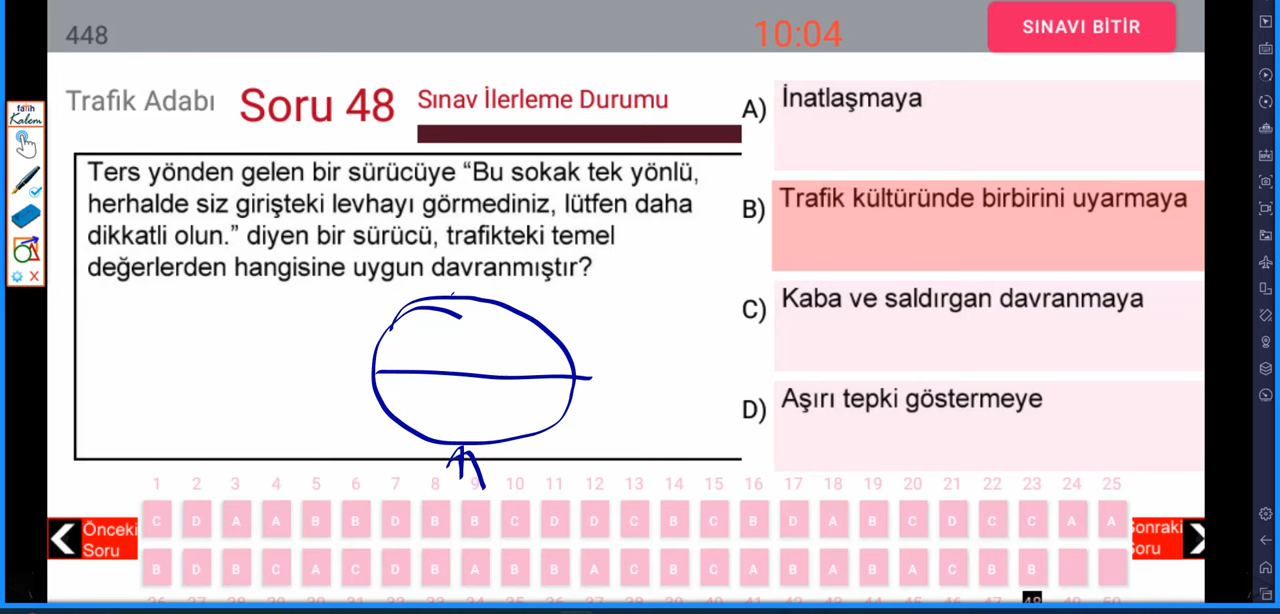 448
10:04
SINAVI BİTİR
fatih
Kalem
Trafik Adabı
Soru 48
Sınav İlerleme Durumu
Ters yönden gelen bir sürücüye “Bu sokak tek yönlü,
herhalde siz girişteki levhayı görmediniz, lütfen daha
dikkatli olun.” diyen bir sürücü, trafikteki temel
değerlerden hangisine uygun davranmıştır?
A) İnatlaşmaya
B) Trafik kültüründe birbirini uyarmaya
C) Kaba ve saldırgan davranmaya
D) Aşırı tepki göstermeye
1 2 3 4 5 6 7 8 9 10 11 12 13 14 15 16 17 18 19 20 21 22 23 24 25
Önceki
Soru
C D A A B B D B B C D D C B C B D A B C D C C A A
B D B C A C D B A B B A C B C A B A B A C B B
Sonraki
Soru
48